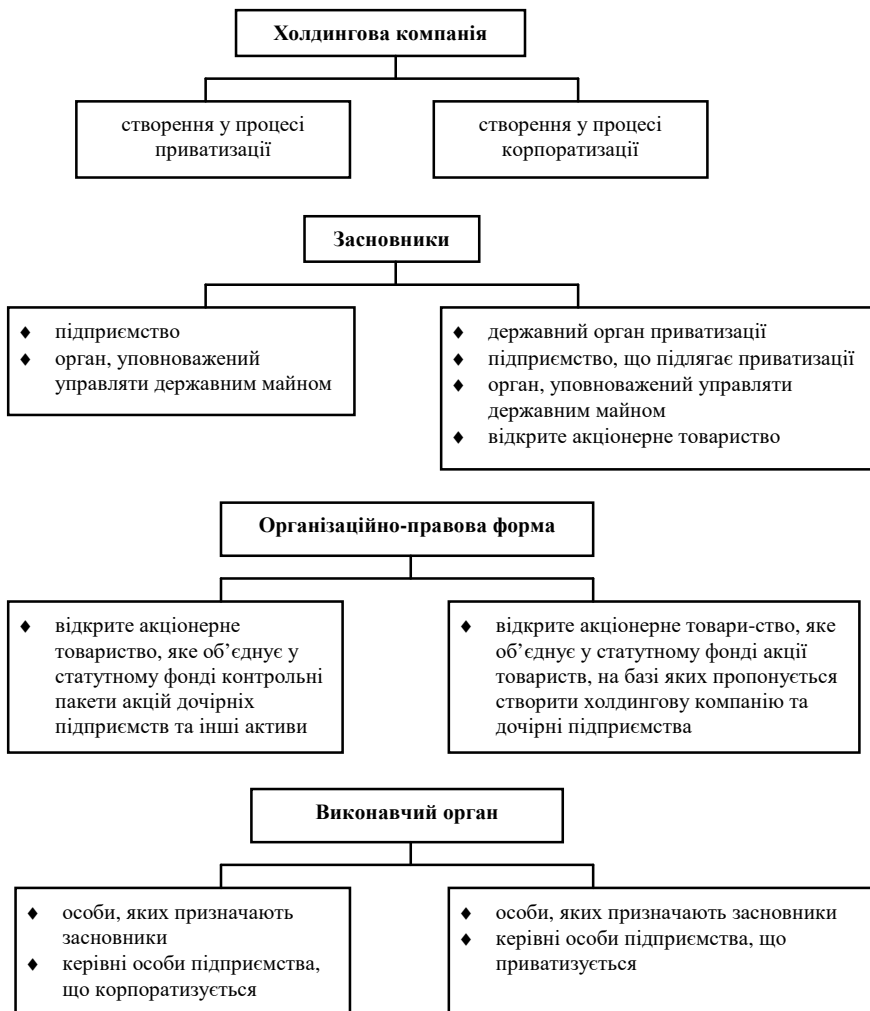 Холдингова компанія
створення у процесі
приватизації
створення у процесі
корпоратизації
Засновники
♦ підприємство
♦ орган, уповноважений
управляти державним майном
♦ державний орган приватизації
♦ підприємство, що підлягає приватизації
♦ орган, уповноважений управляти
державним майном
♦ відкрите акціонерне товариство
Організаційно-правова форма
♦ відкрите акціонерне
товариство, яке об’єднує у
статутному фонді контрольні
пакети акцій дочірніх
підприємств та інші активи
♦ відкрите акціонерне товари-ство, яке
об’єднує у статутному фонді акції
товариств, на базі яких пропонується
створити холдингову компанію та
дочірні підприємства
Виконавчий орган
♦ особи, яких призначають
засновники
♦ керівні особи підприємства,
що корпоратизується
♦ особи, яких призначають засновники
♦ керівні особи підприємства, що
приватизується